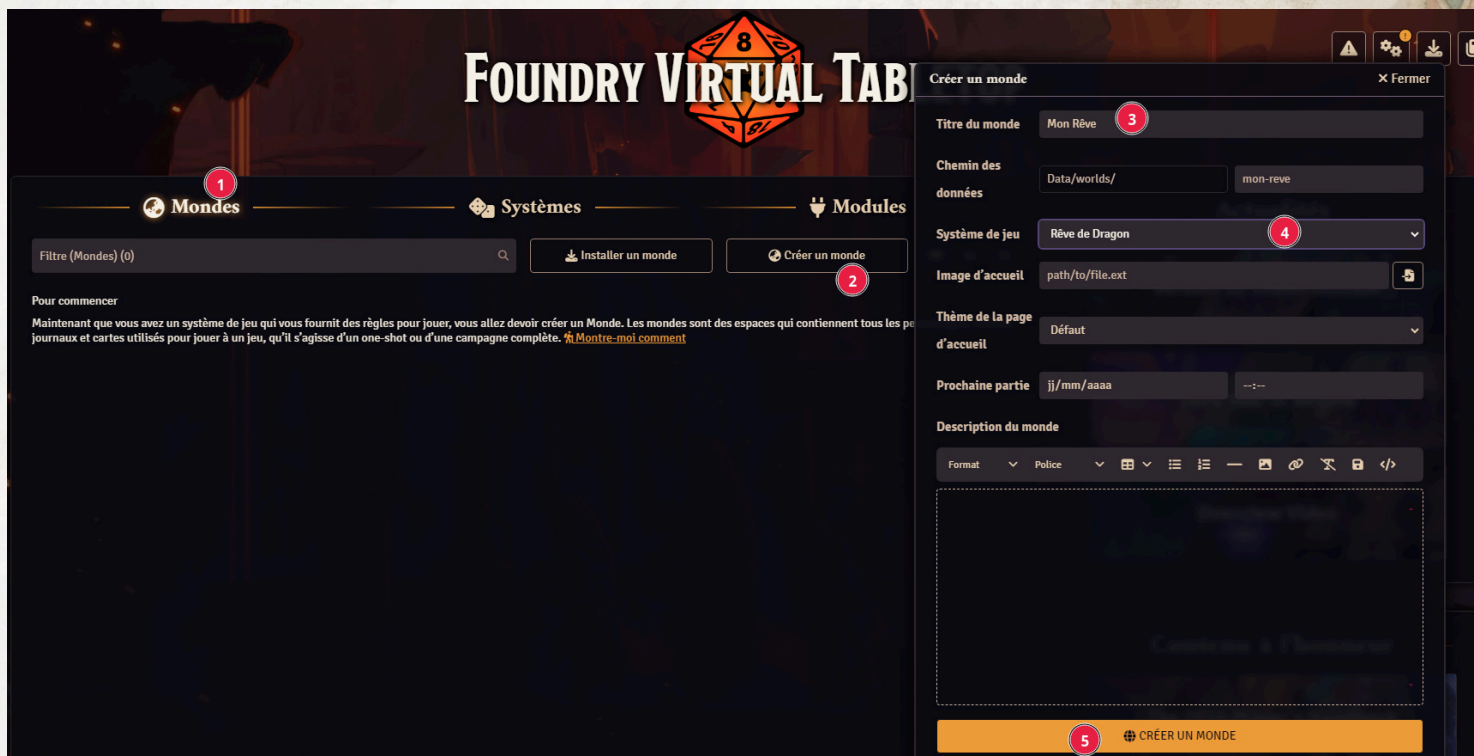 8
FOUNDRY VIRTUAL TAB
Créer un monde
Fermer
Titre du monde
Mon Rêve
3
Chemin des données
Data/worlds/
mon-reve
1
Mondes
Systèmes
Modules
Système de jeu
Rêve de Dragon
4
Filtre (Mondes) (0)
Installer un monde
Créer un monde
2
Image d'accueil
path/to/file.ext
Pour commencer
Maintenant que vous avez un système de jeu qui vous fournit des règles pour jouer, vous allez devoir créer un Monde. Les mondes sont des espaces qui contiennent tous les pe
journaux et cartes utilisés pour jouer à un jeu, qu'il s'agisse d'un one-shot ou d'une campagne complète. Montre-moi comment
Thème de la page d'accueil
Défaut
Prochaine partie
jj/mm/aaaa
--:--
Description du monde
Format
Police
5
CRÉER UN MONDE